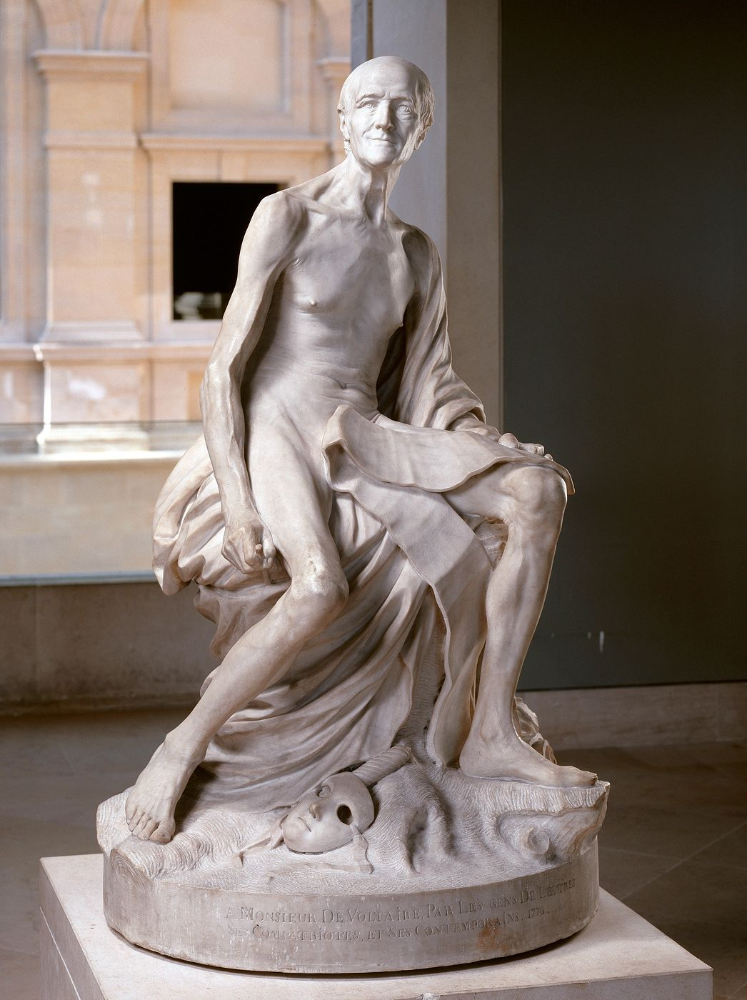 A MONSIEUR DE VOLTAIRE, PAR LES GENS DE LETTRES
SES COMPATRIOTES, ET SES CONTEMPORAINS. 1776.